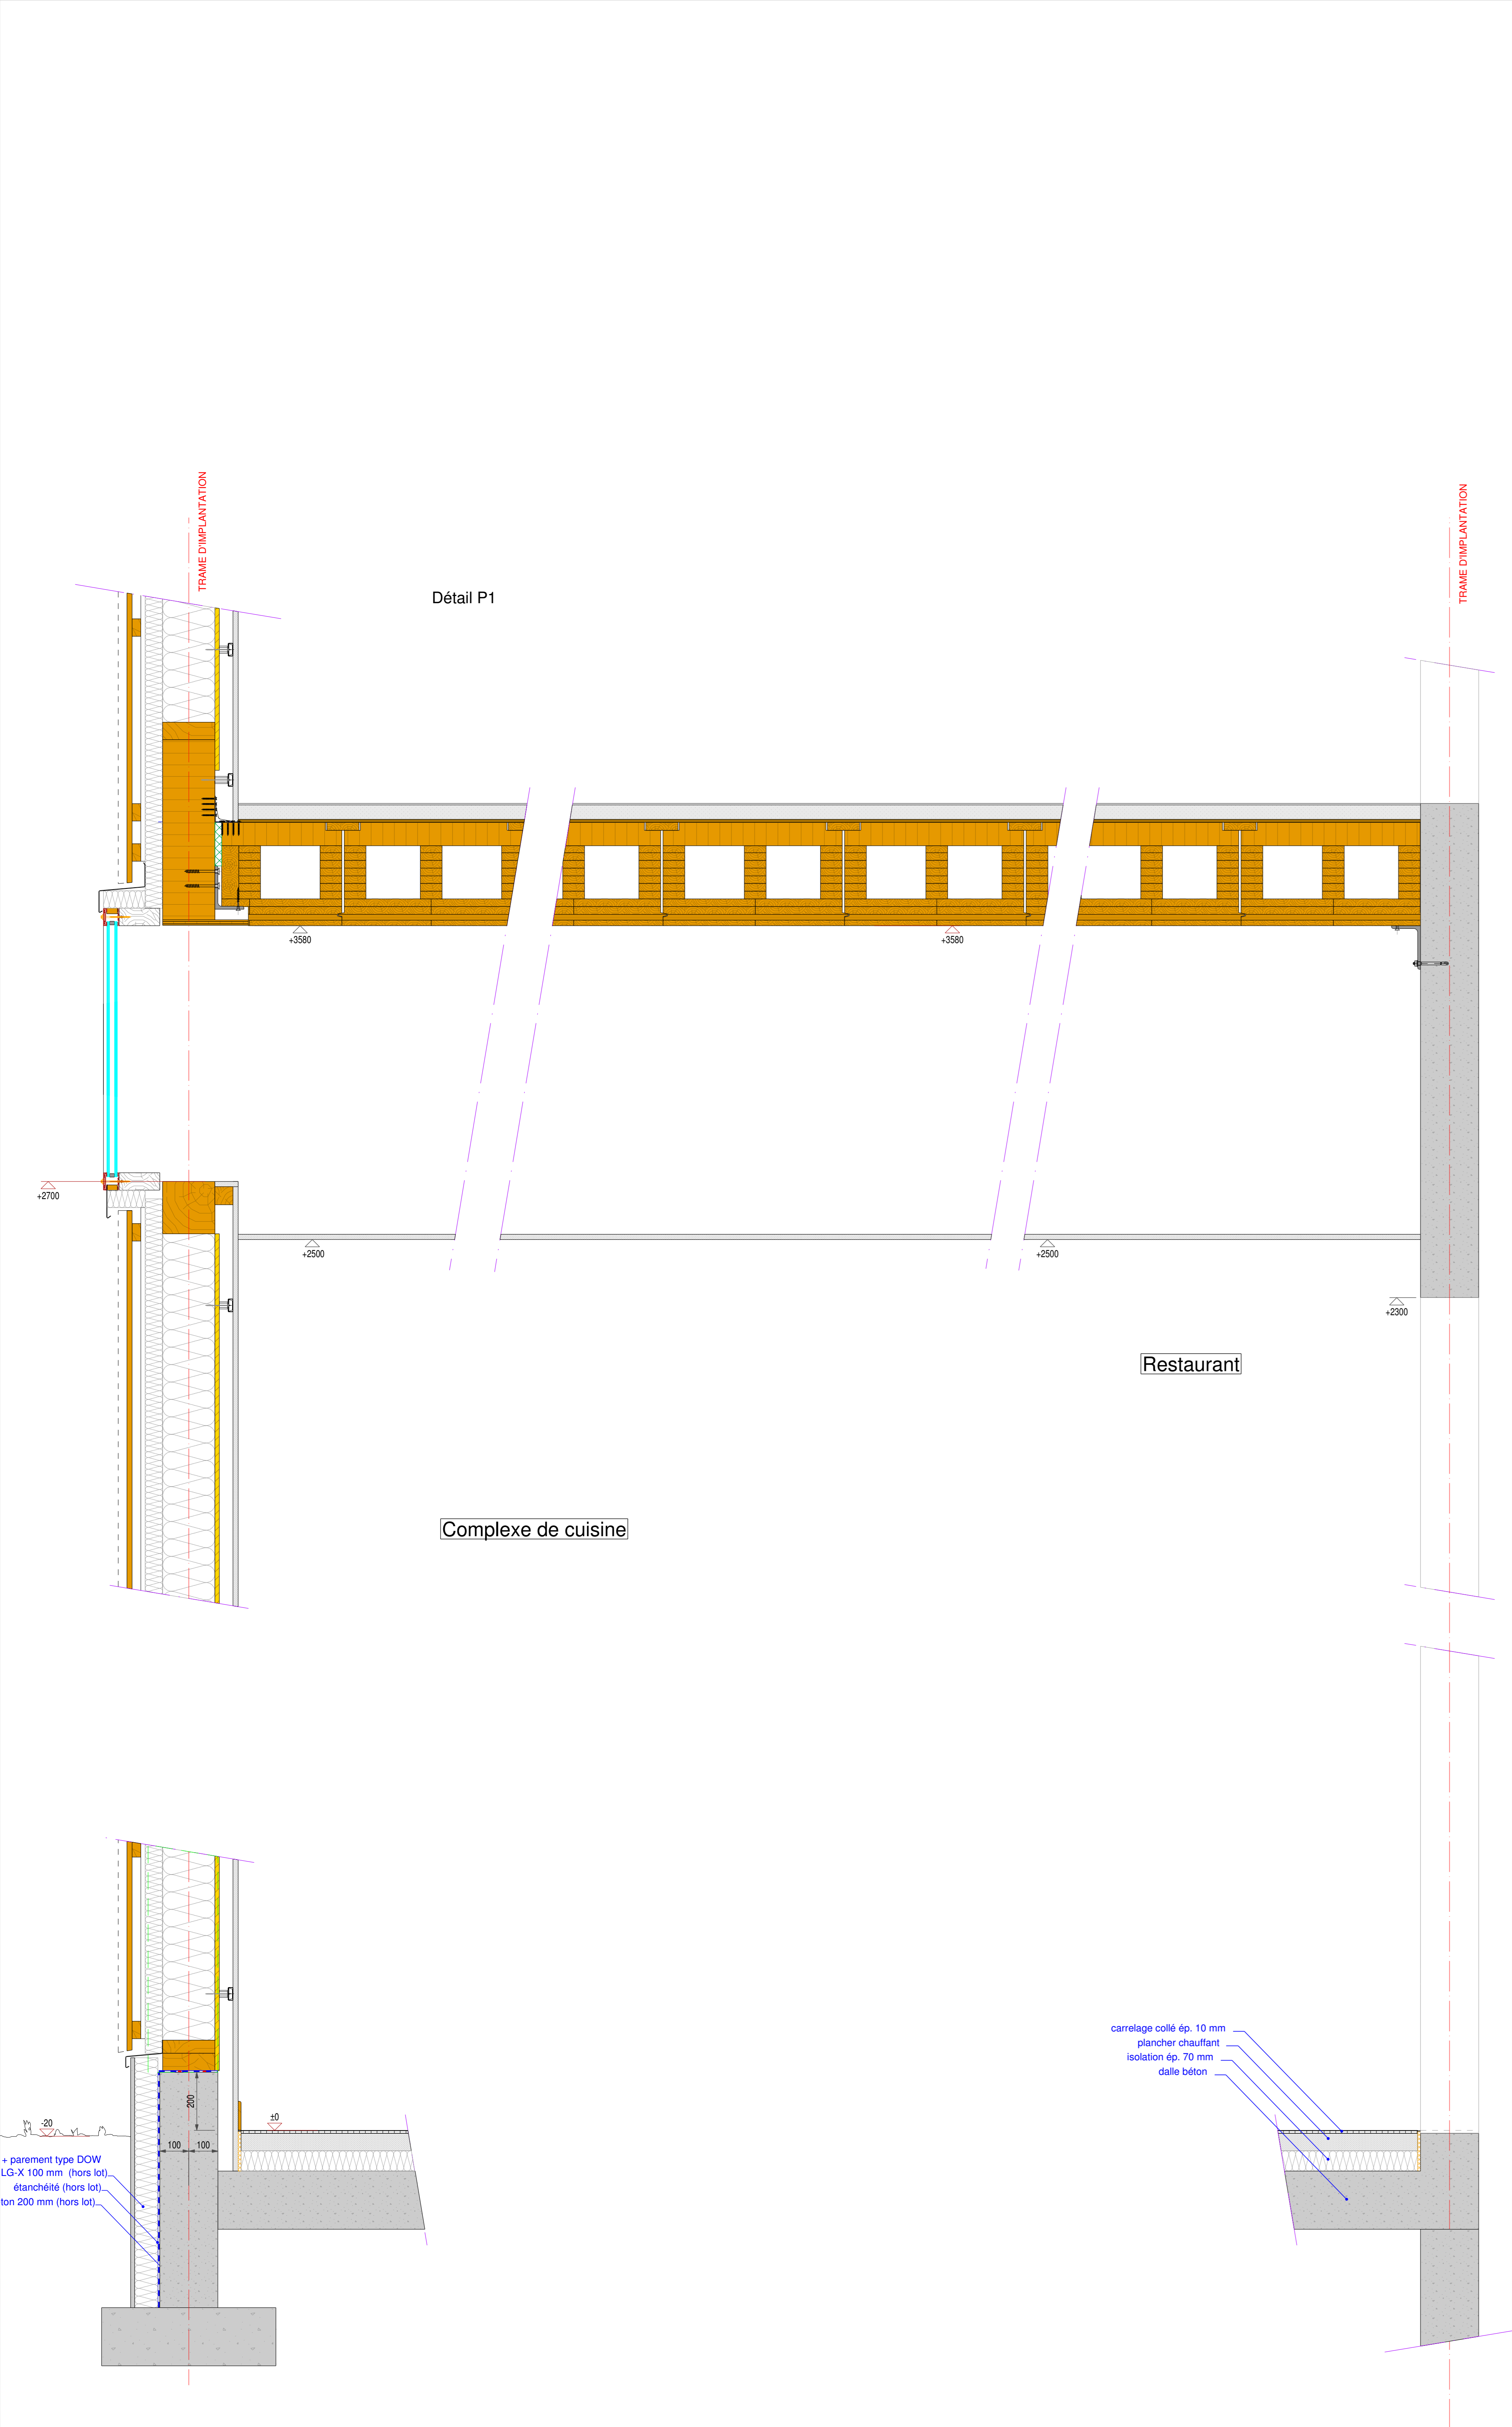 TRAME D'IMPLANTATION
TRAME D'IMPLANTATION
Détail P1
+3580
+3580
+2700
+2500
+2500
+2300
Restaurant
Complexe de cuisine
carrelage collé ép. 10 mm
plancher chauffant
isolation ép. 70 mm
dalle béton
200
±0
-20
100
100
+ parement type DOW
LG-X 100 mm (hors lot)
étanchéité (hors lot)
ton 200 mm (hors lot)